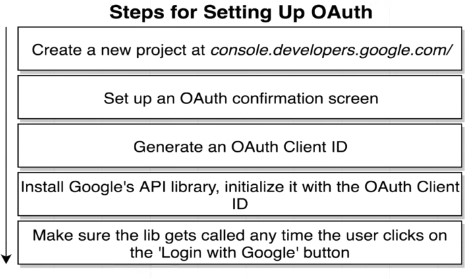 Steps for Setting Up OAuth
Create a new project at console.developers.google.com/
Set up an OAuth confirmation screen
Generate an OAuth Client ID
Install Google's API library, initialize it with the OAuth Client
ID
Make sure the lib gets called any time the user clicks on
the 'Login with Google' button